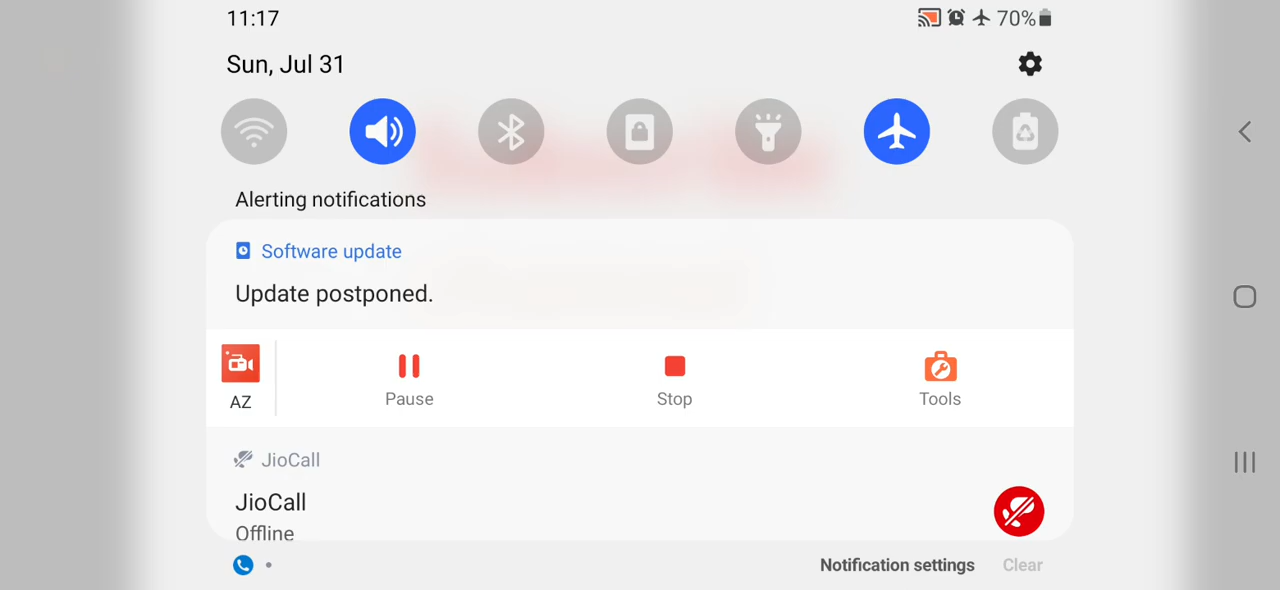 11:17 70%
Sun, Jul 31
Alerting notifications
Software update
Update postponed.
AZ Pause Stop Tools
JioCall
JioCall
Offline
Notification settings Clear